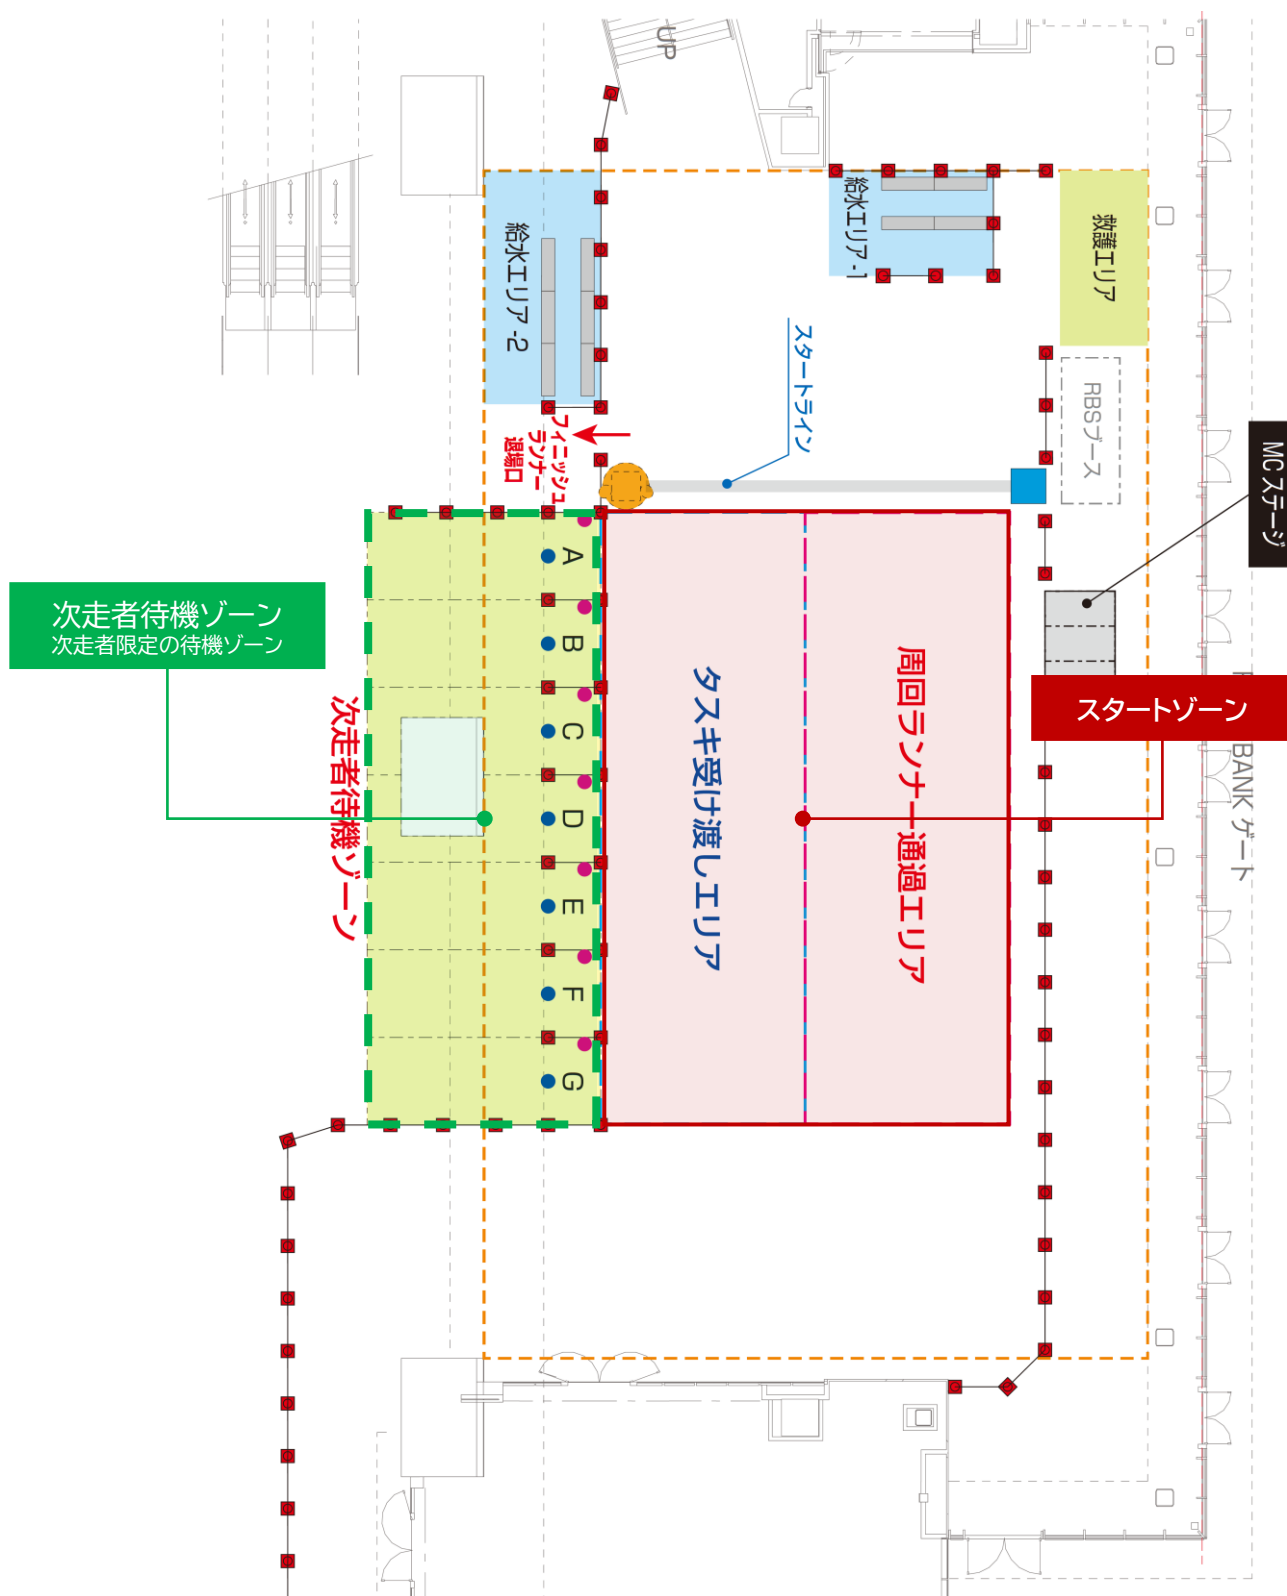 UP
給水エリア -1
救護エリア
給水エリア -2
スタートライン
RBSブース
フィニッシュ
ランナー
退場口
MCステージ
A
B
C
D
E
F
G
次走者待機ゾーン
次走者限定の待機ゾーン
次走者待機ゾーン
タスキ受け渡しエリア
周回ランナー通過エリア
スタートゾーン
BANK ゲート